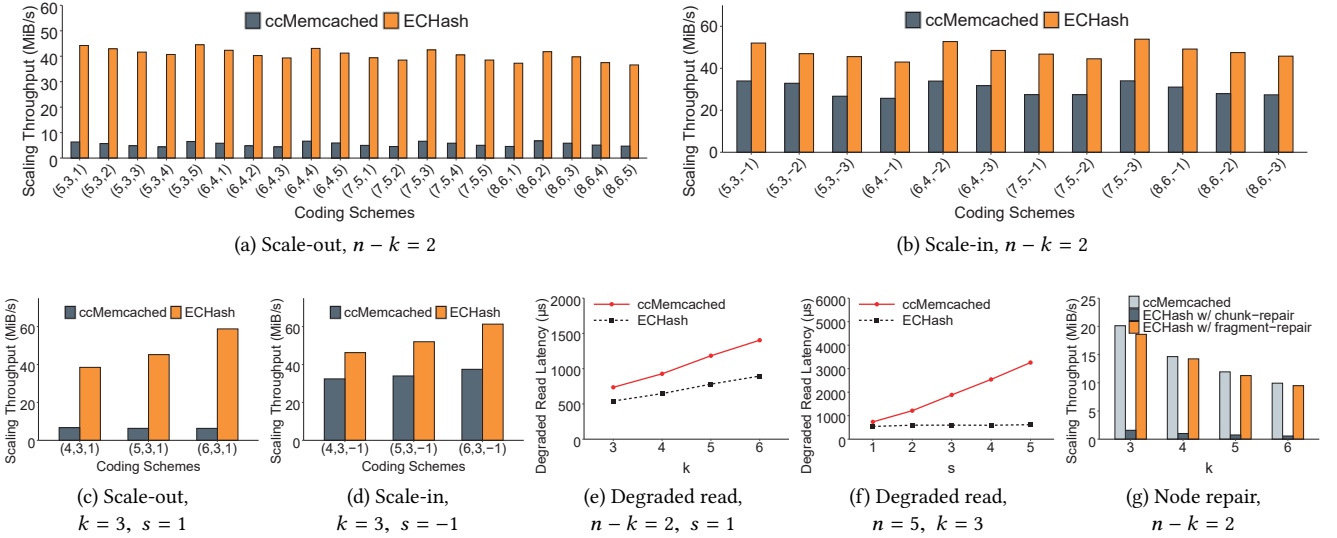 ccMemcached ECHash
Scaling Throughput (MiB/s)
60
50
40
30
20
10
0
(5,3,1) (5,3,2) (5,3,3) (5,3,4) (5,3,5) (6,4,1) (6,4,2) (6,4,3) (6,4,4) (6,4,5) (7,5,1) (7,5,2) (7,5,3) (7,5,4) (7,5,5) (8,6,1) (8,6,2) (8,6,3) (8,6,4) (8,6,5)
Coding Schemes
(a) Scale-out, n − k = 2
ccMemcached ECHash
Scaling Throughput (MiB/s)
60
40
20
0
(5,3,−1) (5,3,−2) (5,3,−3) (6,4,−1) (6,4,−2) (6,4,−3) (7,5,−1) (7,5,−2) (7,5,−3) (8,6,−1) (8,6,−2) (8,6,−3)
Coding Schemes
(b) Scale-in, n − k = 2
ccMemcached ECHash
Scaling Throughput (MiB/s)
60
40
20
0
(4,3,1) (5,3,1) (6,3,1)
Coding Schemes
(c) Scale-out,
k = 3, s = 1
ccMemcached ECHash
Scaling Throughput (MiB/s)
60
40
20
0
(4,3,−1) (5,3,−1) (6,3,−1)
Coding Schemes
(d) Scale-in,
k = 3, s = −1
ccMemcached
ECHash
Degraded Read Latency (μs)
2000
1500
1000
500
0
3 4 5 6
k
(e) Degraded read,
n − k = 2, s = 1
ccMemcached
ECHash
Degraded Read Latency (μs)
6000
5000
4000
3000
2000
1000
0
1 2 3 4 5
s
(f) Degraded read,
n = 5, k = 3
ccMemcached
ECHash w/ chunk−repair
ECHash w/ fragment−repair
Scaling Throughput (MiB/s)
25
20
15
10
5
0
3 4 5 6
k
(g) Node repair,
n − k = 2